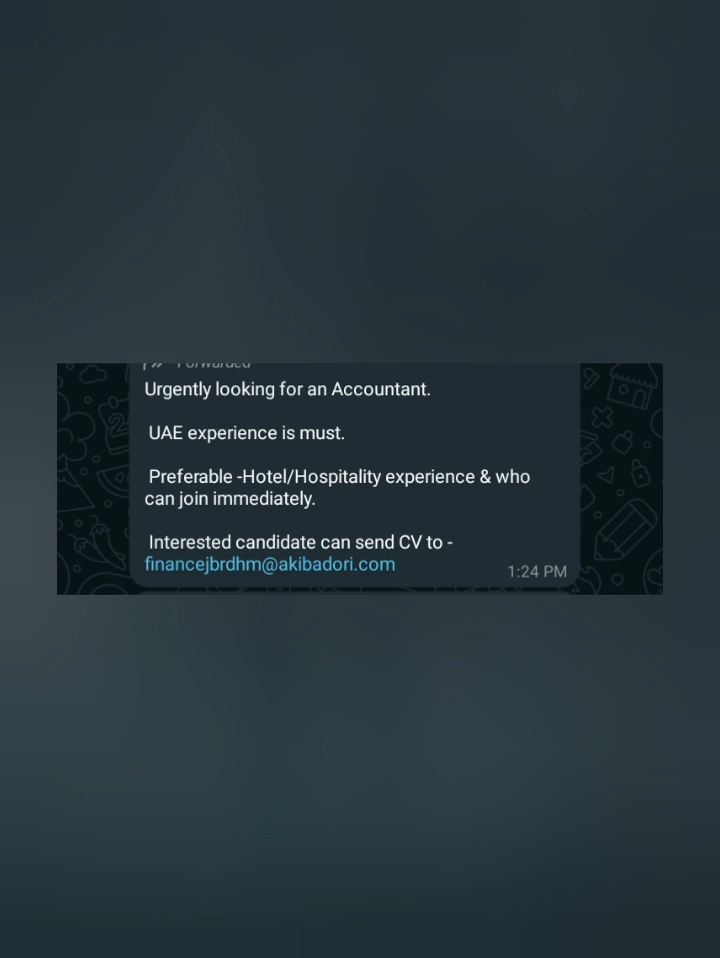 Forwarded
Urgently looking for an Accountant.
UAE experience is must.
Preferable -Hotel/Hospitality experience & who
can join immediately.
Interested candidate can send CV to -
financejbrdhm@akibadori.com
1:24 PM